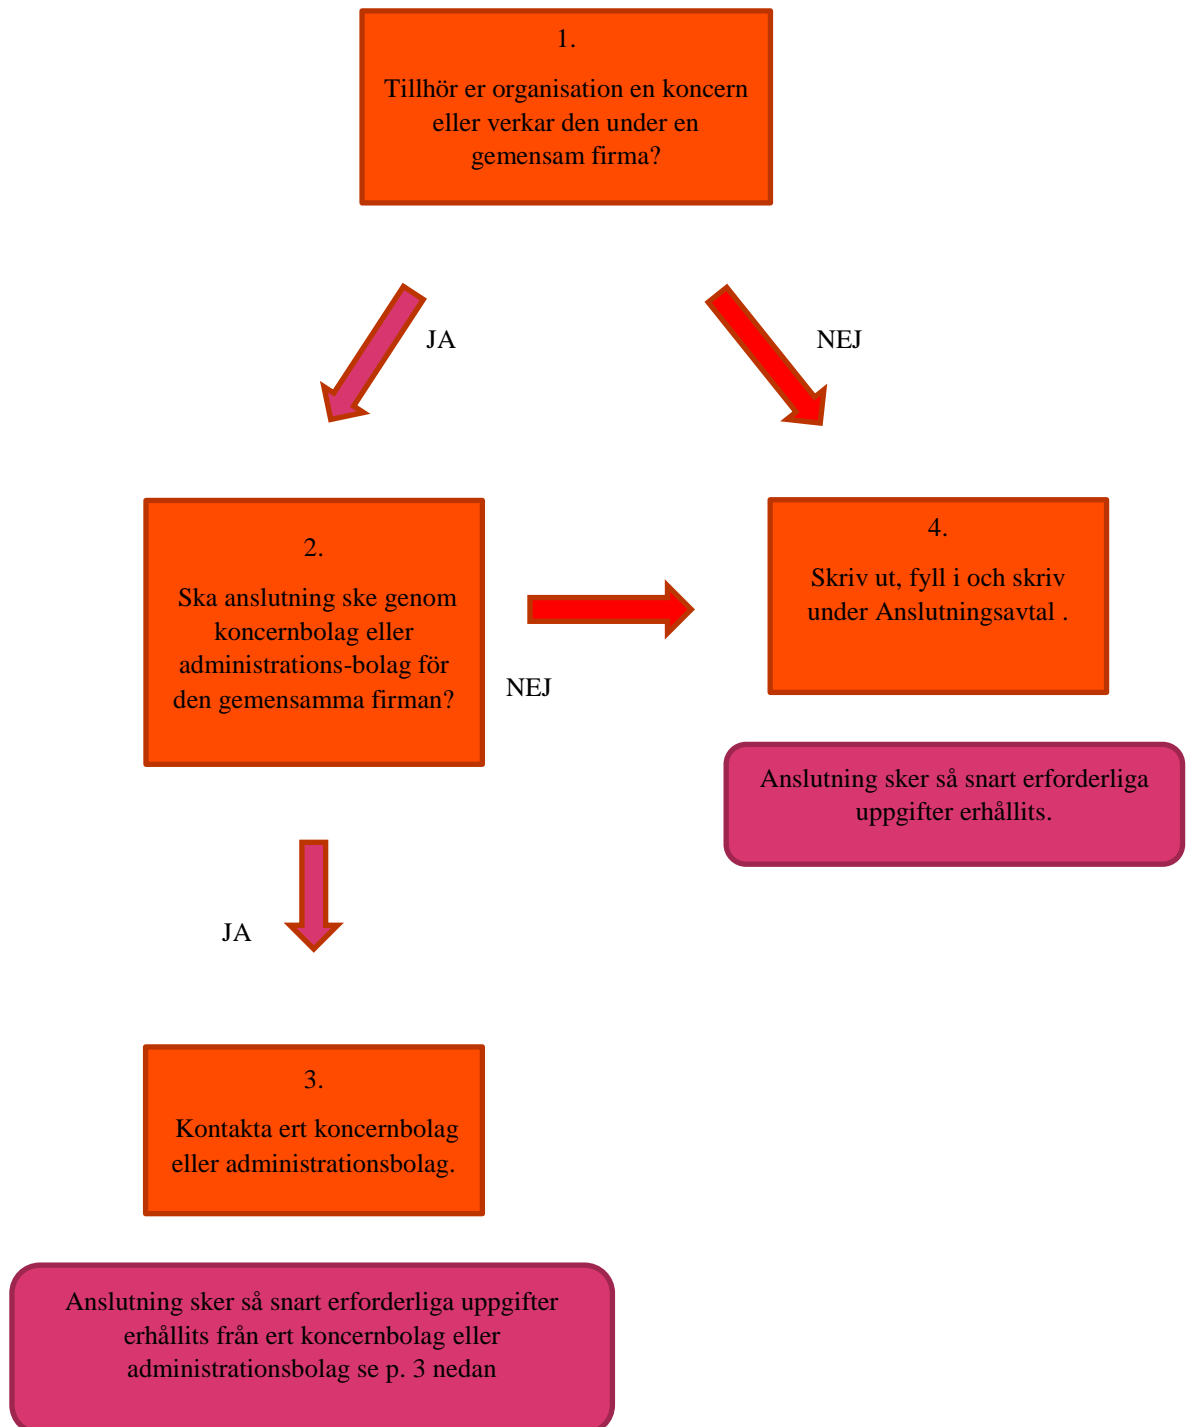 1.
Tillhör er organisation en koncern
eller verkar den under en
gemensam firma?
JA
NEJ
2.
Ska anslutning ske genom
koncernbolag eller
administrations-bolag för
den gemensamma firman?
NEJ
4.
Skriv ut, fyll i och skriv
under Anslutningsavtal .
Anslutning sker så snart erforderliga
uppgifter erhållits.
JA
3.
Kontakta ert koncernbolag
eller administrationsbolag.
Anslutning sker så snart erforderliga uppgifter
erhållits från ert koncernbolag eller
administrationsbolag se p. 3 nedan